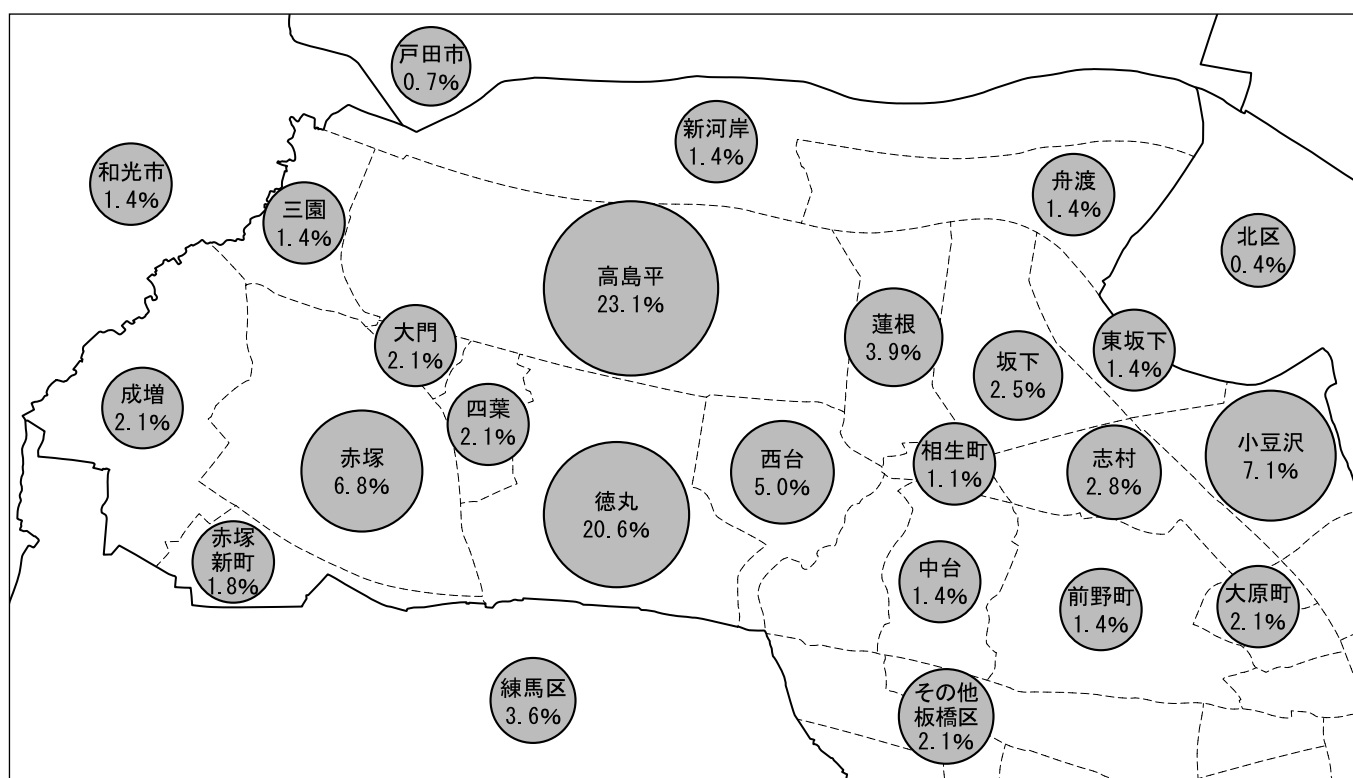 戸田市
0.7%
新河岸
1.4%
和光市
1.4%
舟渡
1.4%
三園
1.4%
北区
0.4%
高島平
23.1%
蓮根
3.9%
大門
2.1%
東坂下
1.4%
坂下
2.5%
成増
2.1%
四葉
2.1%
小豆沢
7.1%
赤塚
6.8%
西台
5.0%
相生町
1.1%
志村
2.8%
徳丸
20.6%
赤塚
新町
1.8%
中台
1.4%
前野町
1.4%
大原町
2.1%
練馬区
3.6%
その他
板橋区
2.1%